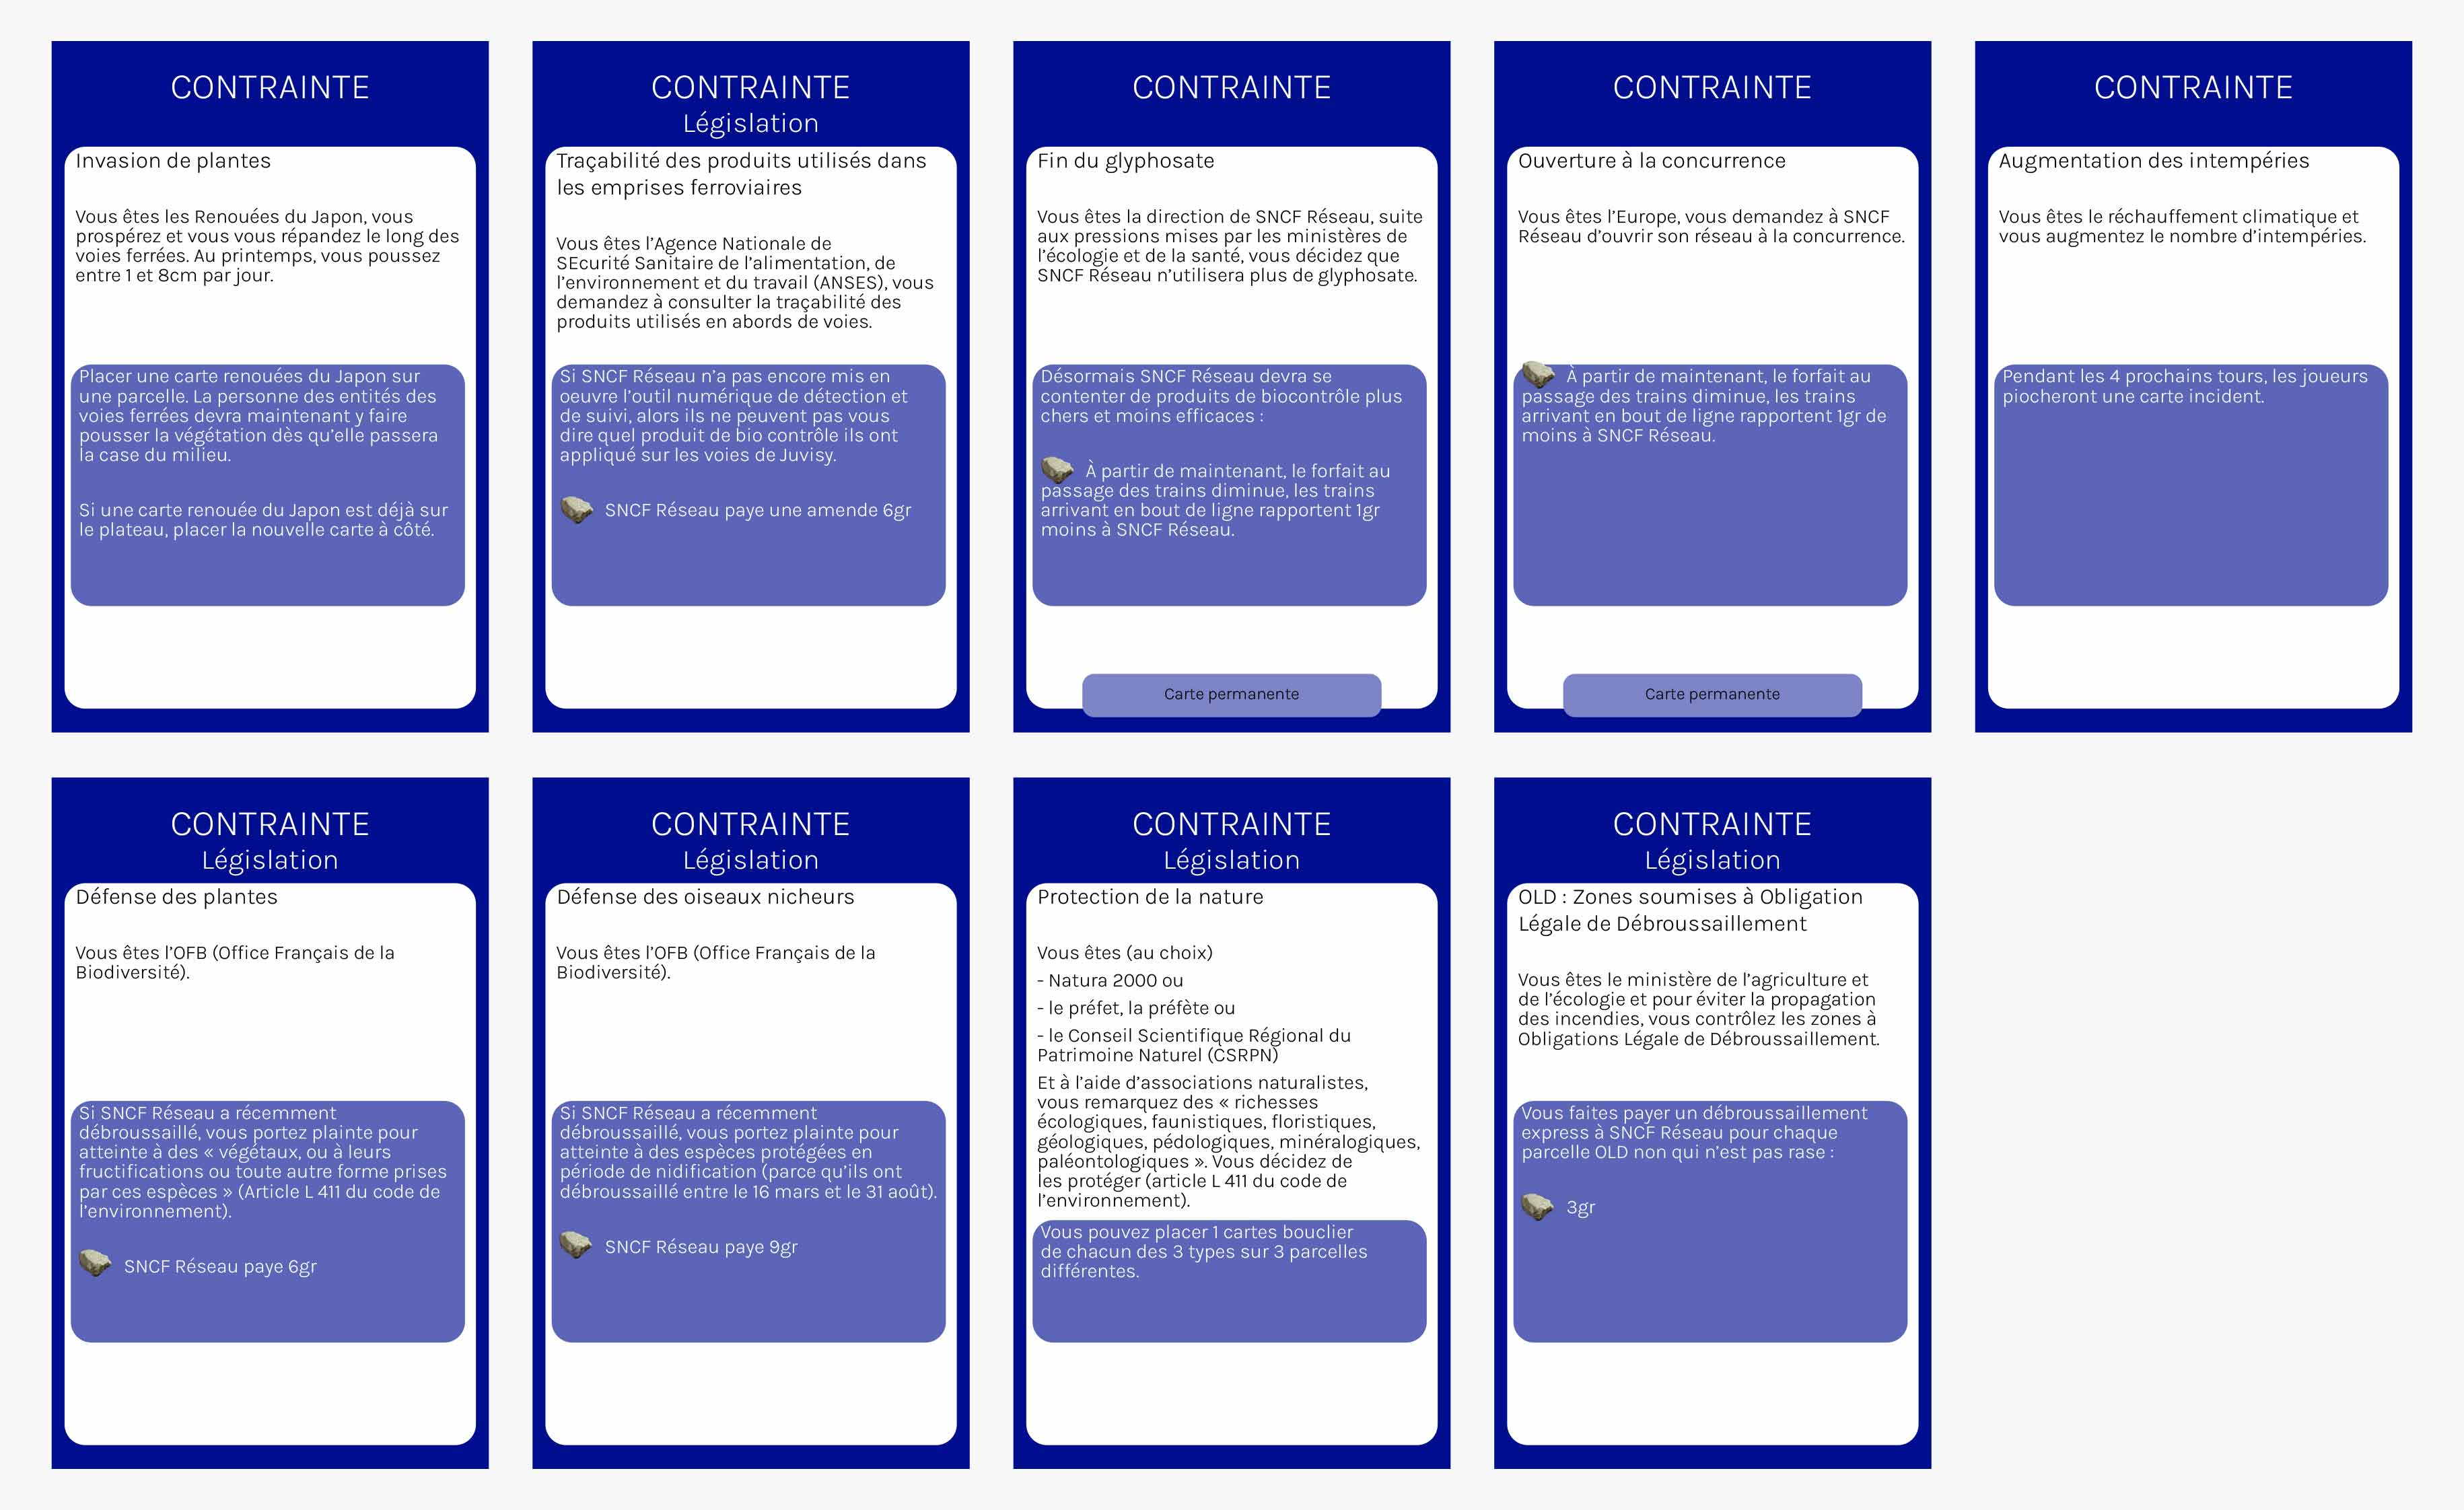 CONTRAINTE
Invasion de plantes
Vous êtes les Renouées du Japon, vous
prospérez et vous vous répandez le long des
voies ferrées. Au printemps, vous poussez
entre 1 et 8cm par jour.
Placer une carte renouées du Japon sur
une parcelle. La personne des entités des
voies ferrées devra maintenant y faire
pousser la végétation dès qu'elle passera
la case du milieu.
Si une carte renouée du Japon est déjà sur
le plateau, placer la nouvelle carte à côté.
CONTRAINTE
Législation
Traçabilité des produits utilisés dans
les emprises ferroviaires
Vous êtes l'Agence Nationale de
SEcurité Sanitaire de l'alimentation, de
l'environnement et du travail (ANSES), vous
demandez à consulter la traçabilité des
produits utilisés en abords de voies.
Si SNCF Réseau n'a pas encore mis en
oeuvre l'outil numérique de détection et
de suivi, alors ils ne peuvent pas vous
dire quel produit de bio contrôle ils ont
appliqué sur les voies de Juvisy.
SNCF Réseau paye une amende 6gr
CONTRAINTE
Fin du glyphosate
Vous êtes la direction de SNCF Réseau, suite
aux pressions mises par les ministères de
l'écologie et de la santé, vous décidez que
SNCF Réseau n'utilisera plus de glyphosate.
Désormais SNCF Réseau devra se
contenter de produits de biocontrôle plus
chers et moins efficaces :
À partir de maintenant, le forfait au
passage des trains diminue, les trains
arrivant en bout de ligne rapportent 1gr
moins à SNCF Réseau.
Carte permanente
CONTRAINTE
Ouverture à la concurrence
Vous êtes l'Europe, vous demandez à SNCF
Réseau d'ouvrir son réseau à la concurrence.
À partir de maintenant, le forfait au
passage des trains diminue, les trains
arrivant en bout de ligne rapportent 1gr de
moins à SNCF Réseau.
Carte permanente
CONTRAINTE
Augmentation des intempéries
Vous êtes le réchauffement climatique et
vous augmentez le nombre d'intempéries.
Pendant les 4 prochains tours, les joueurs
piocheront une carte incident.
CONTRAINTE
Législation
Défense des plantes
Vous êtes l'OFB (Office Français de la
Biodiversité).
Si SNCF Réseau a récemment
débroussaillé, vous portez plainte pour
atteinte à des « végétaux, ou à leurs
fructifications ou toute autre forme prises
par ces espèces » (Article L 411 du code de
l'environnement).
SNCF Réseau paye 6gr
CONTRAINTE
Législation
Défense des oiseaux nicheurs
Vous êtes l'OFB (Office Français de la
Biodiversité).
Si SNCF Réseau a récemment
débroussaillé, vous portez plainte pour
atteinte à des espèces protégées en
période de nidification (parce qu'ils ont
débroussaillé entre le 16 mars et le 31 août).
SNCF Réseau paye 9gr
CONTRAINTE
Législation
Protection de la nature
Vous êtes (au choix)
- Natura 2000 ou
- le préfet, la préfète ou
- le Conseil Scientifique Régional du
Patrimoine Naturel (CSRPN)
Et à l'aide d'associations naturalistes,
vous remarquez des « richesses
écologiques, faunistiques, floristiques,
géologiques, pédologiques, minéralogiques,
paléontologiques ». Vous décidez de
les protéger (article L 411 du code de
l'environnement).
Vous pouvez placer 1 cartes bouclier
de chacun des 3 types sur 3 parcelles
différentes.
CONTRAINTE
Législation
OLD : Zones soumises à Obligation
Légale de Débroussaillement
Vous êtes le ministère de l'agriculture et
de l'écologie et pour éviter la propagation
des incendies, vous contrôlez les zones à
Obligations Légale de Débroussaillement.
Vous faites payer un débroussaillement
express à SNCF Réseau pour chaque
parcelle OLD non qui n'est pas rase :
3gr